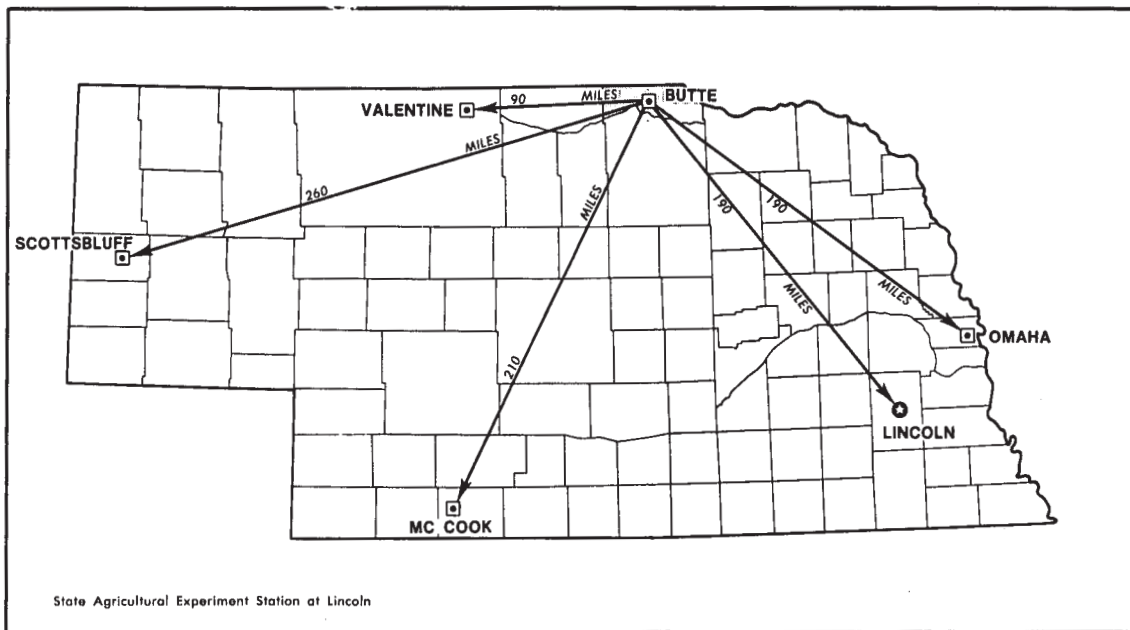 BUTTE
VALENTINE
90 MILES
260 MILES
SCOTTSBLUFF
210 MILES
190 MILES
190 MILES
OMAHA
LINCOLN
MC COOK
State Agricultural Experiment Station at Lincoln